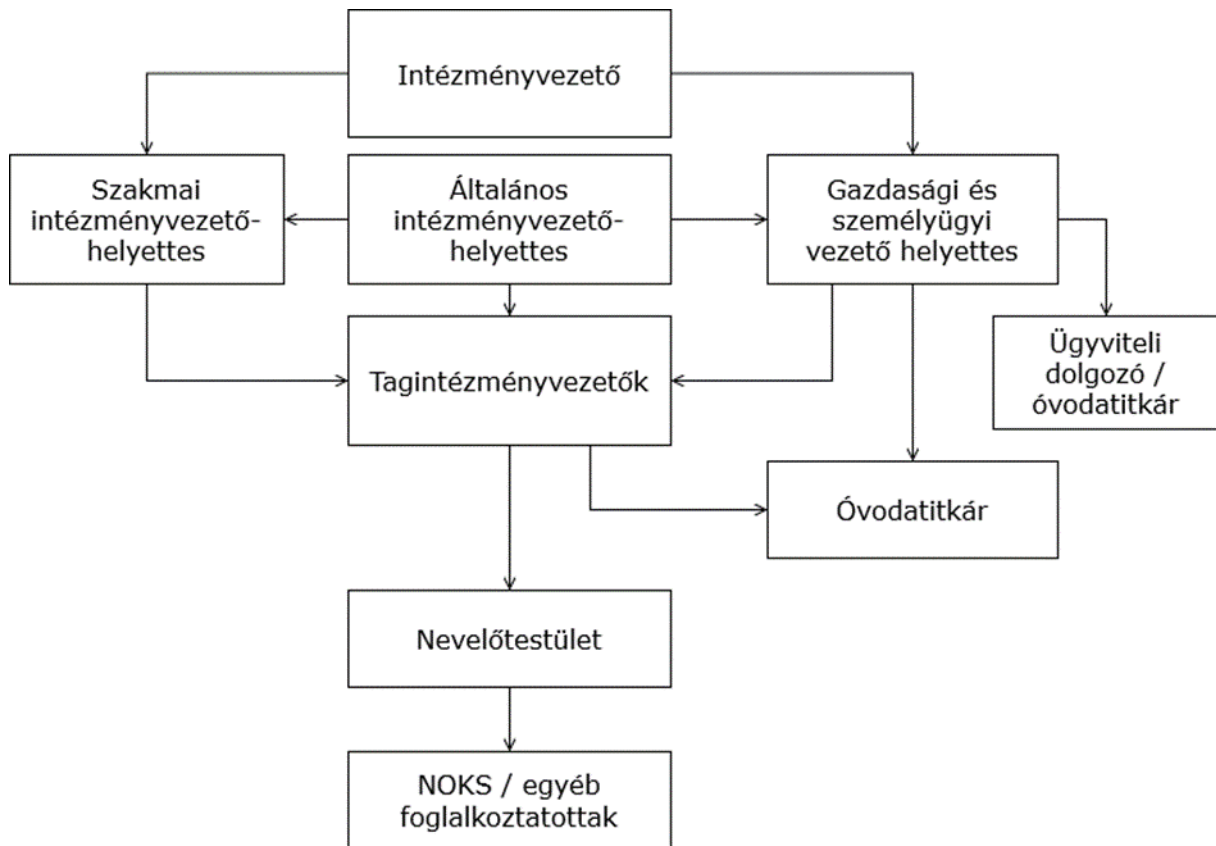 Intézményvezető
Szakmai
intézményvezető-
helyettes
Általános
intézményvezető-
helyettes
Gazdasági és
személyügyi
vezető helyettes
Tagintézményvezetők
Ügyviteli
dolgozó /
óvodatitkár
Óvodatitkár
Nevelőtestület
NOKS / egyéb
foglalkoztatottak